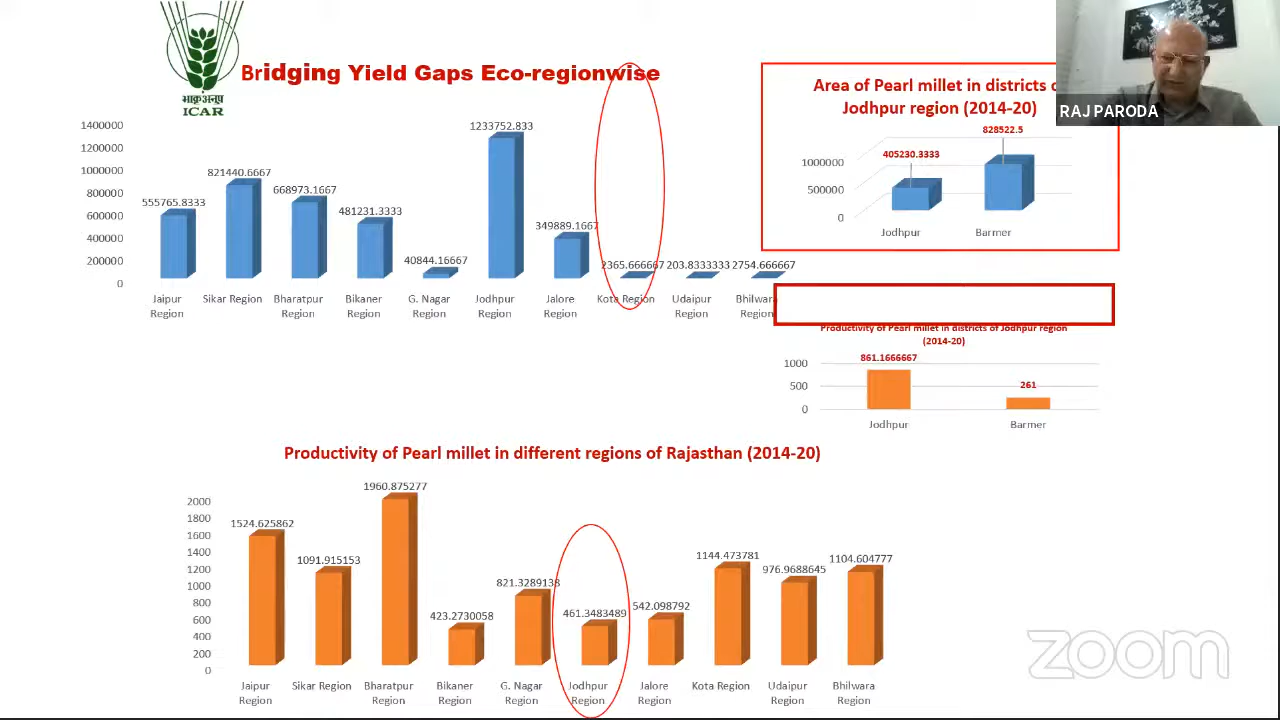 भाकृअनुप
ICAR
Bridging Yield Gaps Eco-regionwise
1400000
1200000
1000000
800000
600000
400000
200000
0
555765.8333
821440.6667
668973.1667
481231.3333
40844.16667
1233752.833
349889.1667
2365.666667
203.8333333
2754.666667
Jaipur Region
Sikar Region
Bharatpur Region
Bikaner Region
G. Nagar Region
Jodhpur Region
Jalore Region
Kota Region
Udaipur Region
Bhilwara Region
Area of Pearl millet in districts
Jodhpur region (2014-20)
1000000
500000
0
405230.3333
828522.5
Jodhpur
Barmer
RAJ PARODA
Productivity of Pearl millet in districts of Jodhpur region
(2014-20)
1000
500
0
861.1666667
261
Jodhpur
Barmer
Productivity of Pearl millet in different regions of Rajasthan (2014-20)
2000
1800
1600
1400
1200
1000
800
600
400
200
0
1524.625862
1091.915153
1960.875277
423.2730058
821.3289138
461.3483489
542.098792
1144.473781
976.9688645
1104.604777
Jaipur Region
Sikar Region
Bharatpur Region
Bikaner Region
G. Nagar Region
Jodhpur Region
Jalore Region
Kota Region
Udaipur Region
Bhilwara Region
zoom